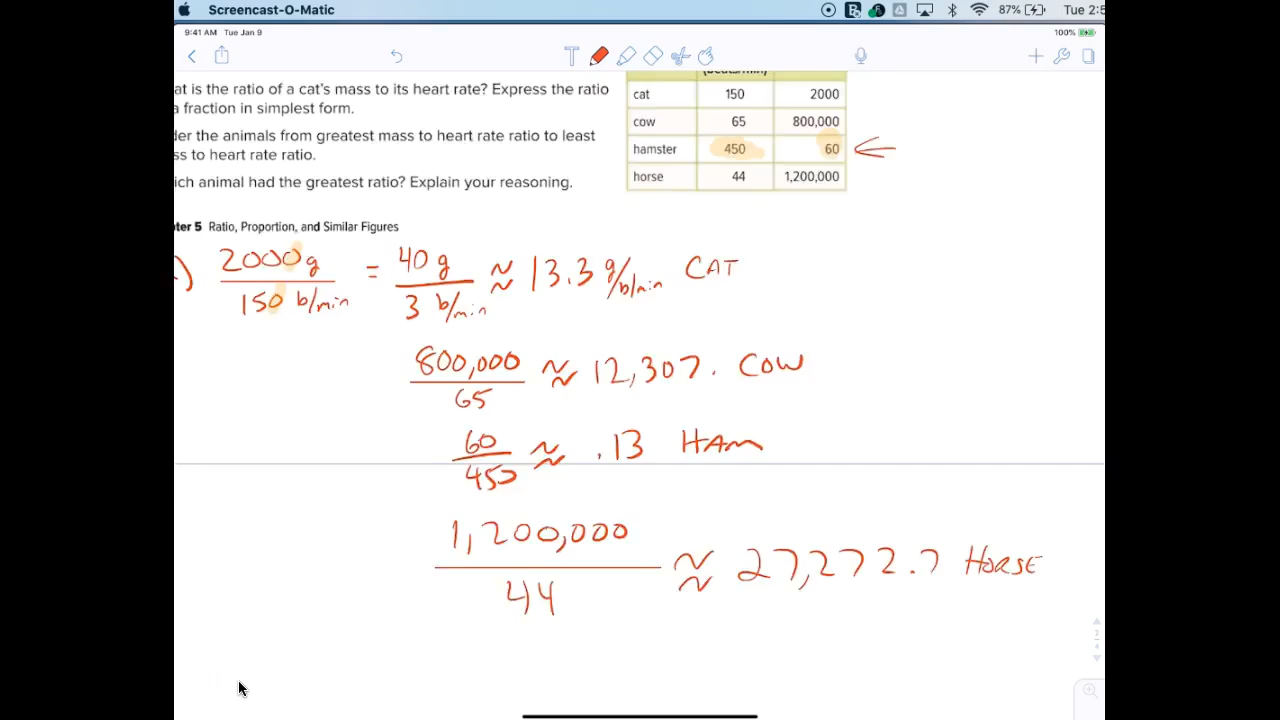 Screencast-O-Matic 87% Tue 2:5
9:41 AM Tue Jan 9 100%
T
(beats/min)
at is the ratio of a cat's mass to its heart rate? Express the ratio
a fraction in simplest form.
der the animals from greatest mass to heart rate ratio to least
ss to heart rate ratio.
ich animal had the greatest ratio? Explain your reasoning.
cat 150 2000
cow 65 800,000
hamster 450 60
horse 44 1,200,000
ter 5 Ratio, Proportion, and Similar Figures
) 2000g / 150 b/min = 40 g / 3 b/min ≈ 13.3 g/b/min CAT
800,000 / 65 ≈ 12,307. COW
60 / 450 ≈ .13 HAM
1,200,000 / 44 ≈ 27,272.7 HORSE